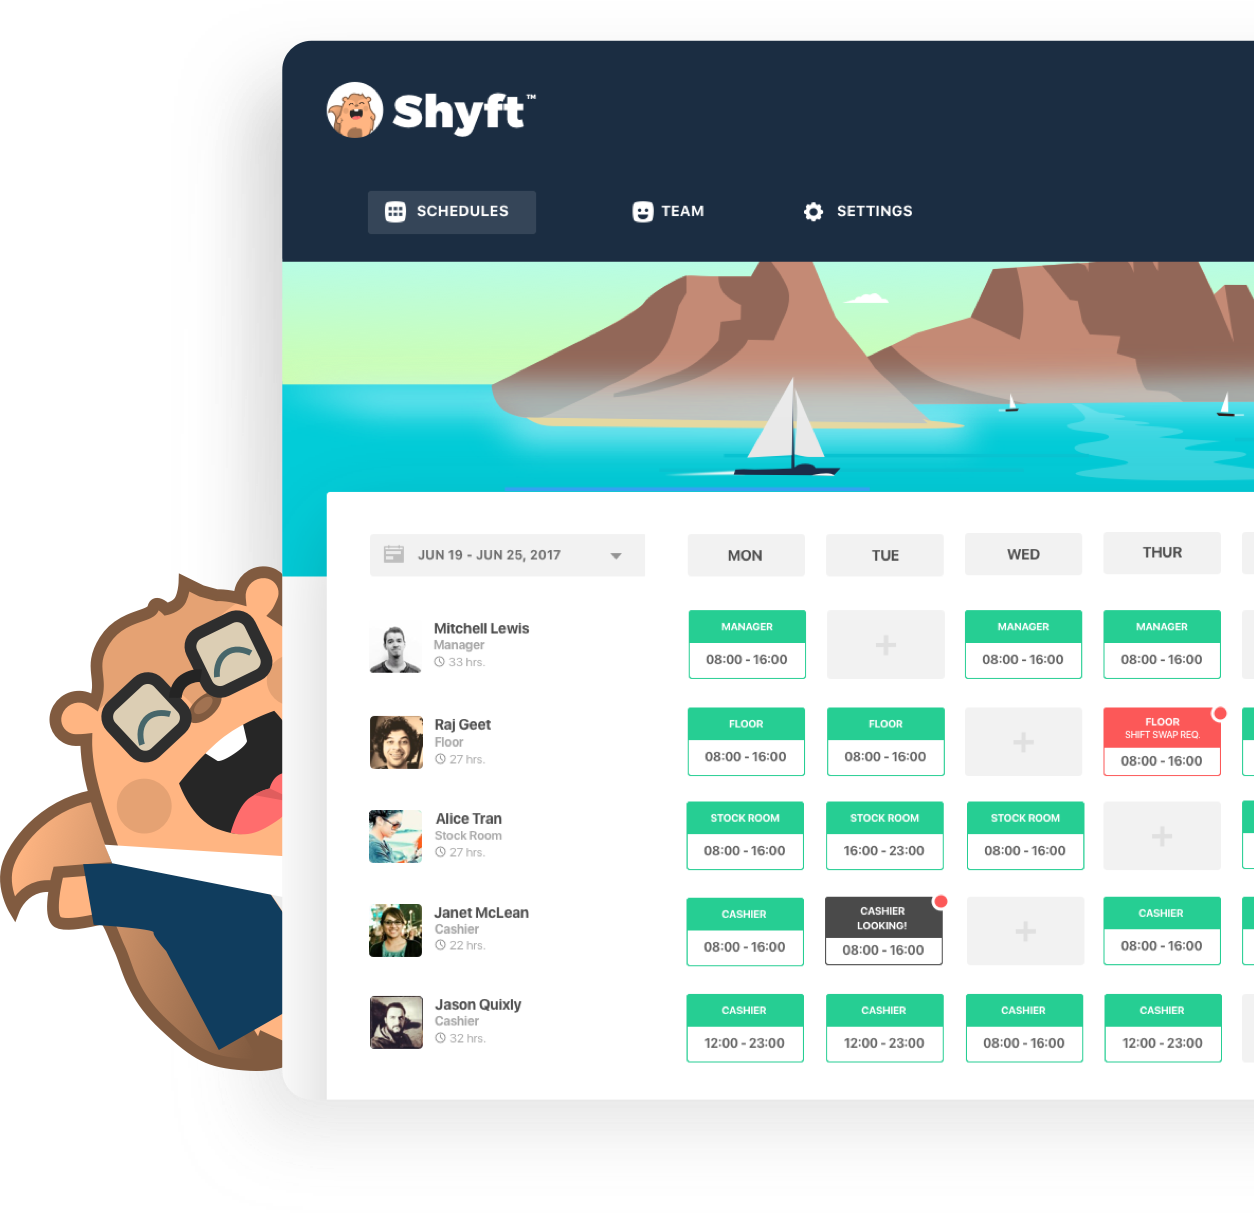 Shyft™
SCHEDULES TEAM SETTINGS
JUN 19 - JUN 25, 2017 MON TUE WED THUR
Mitchell Lewis
Manager
33 hrs.
MANAGER MANAGER MANAGER
08:00 - 16:00 08:00 - 16:00 08:00 - 16:00
Raj Geet
Floor
27 hrs.
FLOOR FLOOR FLOOR
SHIFT SWAP REQ.
08:00 - 16:00 08:00 - 16:00 08:00 - 16:00
Alice Tran
Stock Room
27 hrs.
STOCK ROOM STOCK ROOM STOCK ROOM
08:00 - 16:00 16:00 - 23:00 08:00 - 16:00
Janet McLean
Cashier
22 hrs.
CASHIER CASHIER CASHIER
LOOKING!
08:00 - 16:00 08:00 - 16:00 08:00 - 16:00
Jason Quixly
Cashier
32 hrs.
CASHIER CASHIER CASHIER CASHIER
12:00 - 23:00 12:00 - 23:00 08:00 - 16:00 12:00 - 23:00